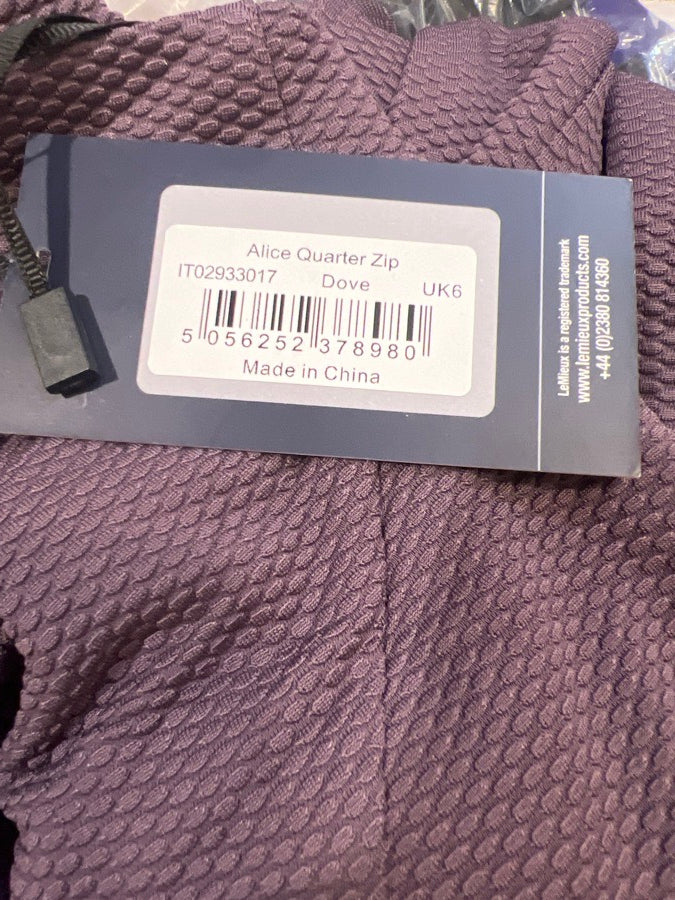 Alice Quarter Zip
IT02933017 Dove UK6
5 056252 378980
Made in China
LeMieux is a registered trademark
www.lemieuxproducts.com
+44 (0)2380 814360